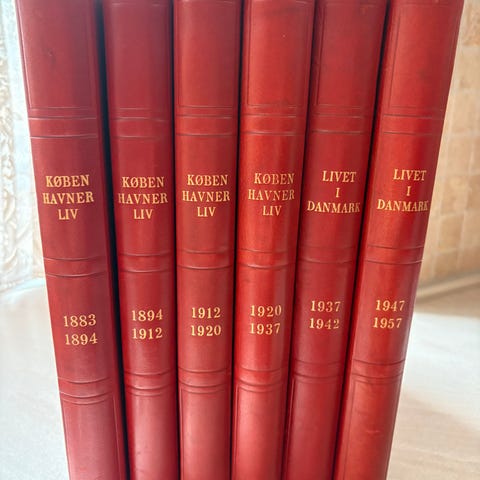 KØBEN
HAVNER
LIV
1883
1894
KØBEN
HAVNER
LIV
1894
1912
KØBEN
HAVNER
LIV
1912
1920
KØBEN
HAVNER
LIV
1920
1937
LIVET
I
DANMARK
1937
1942
LIVET
I
DANMARK
1947
1957